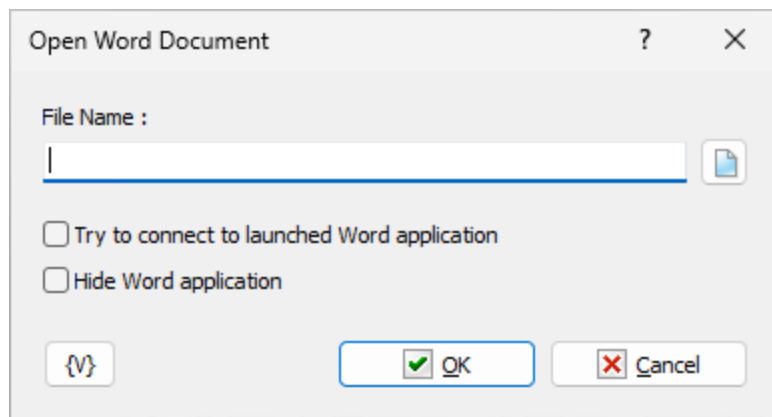 Open Word Document ?
File Name :
Try to connect to launched Word application
Hide Word application
{V} OK Cancel